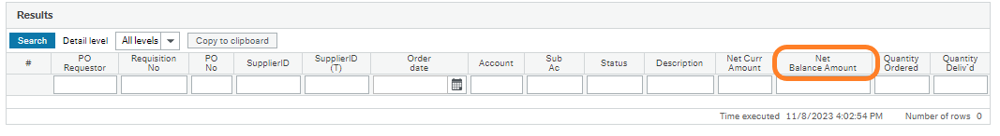 Results
Search Detail level All levels Copy to clipboard
# PO Requestor Requisition No PO No SupplierID SupplierID (T) Order date Account Sub Ac Status Description Net Curr Amount Net Balance Amount Quantity Ordered Quantity Deliv`d
Time executed 11/8/2023 4:02:54 PM Number of rows 0